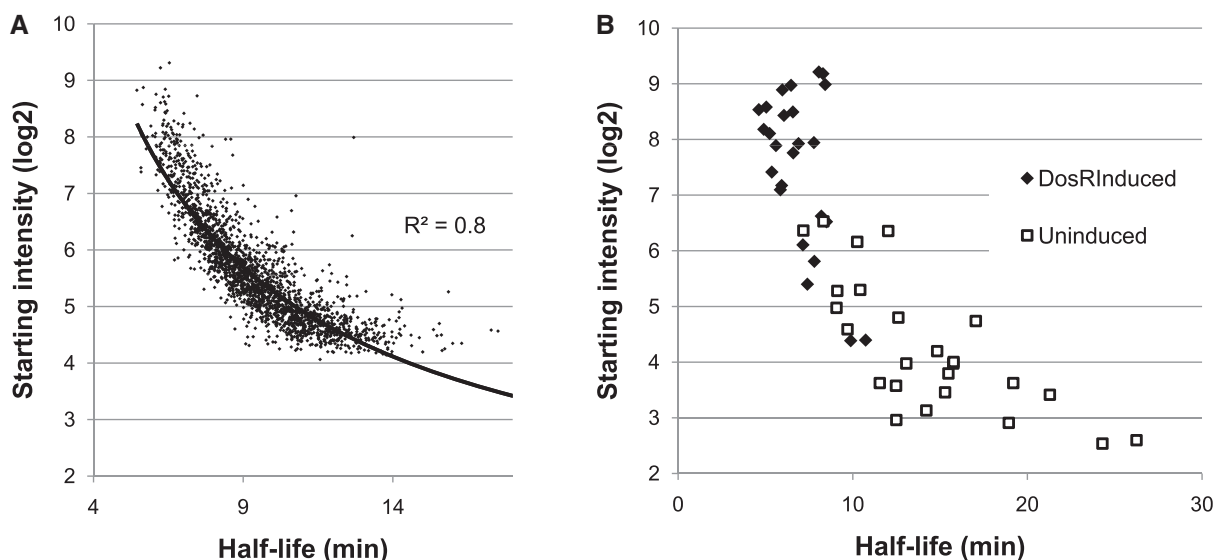 A
Starting intensity (log2)
10
9
8
7
6
5
4
3
2
4
9
14
R² = 0.8
Half-life (min)
B
Starting intensity (log2)
10
9
8
7
6
5
4
3
2
0
10
20
30
DosRInduced
Uninduced
Half-life (min)